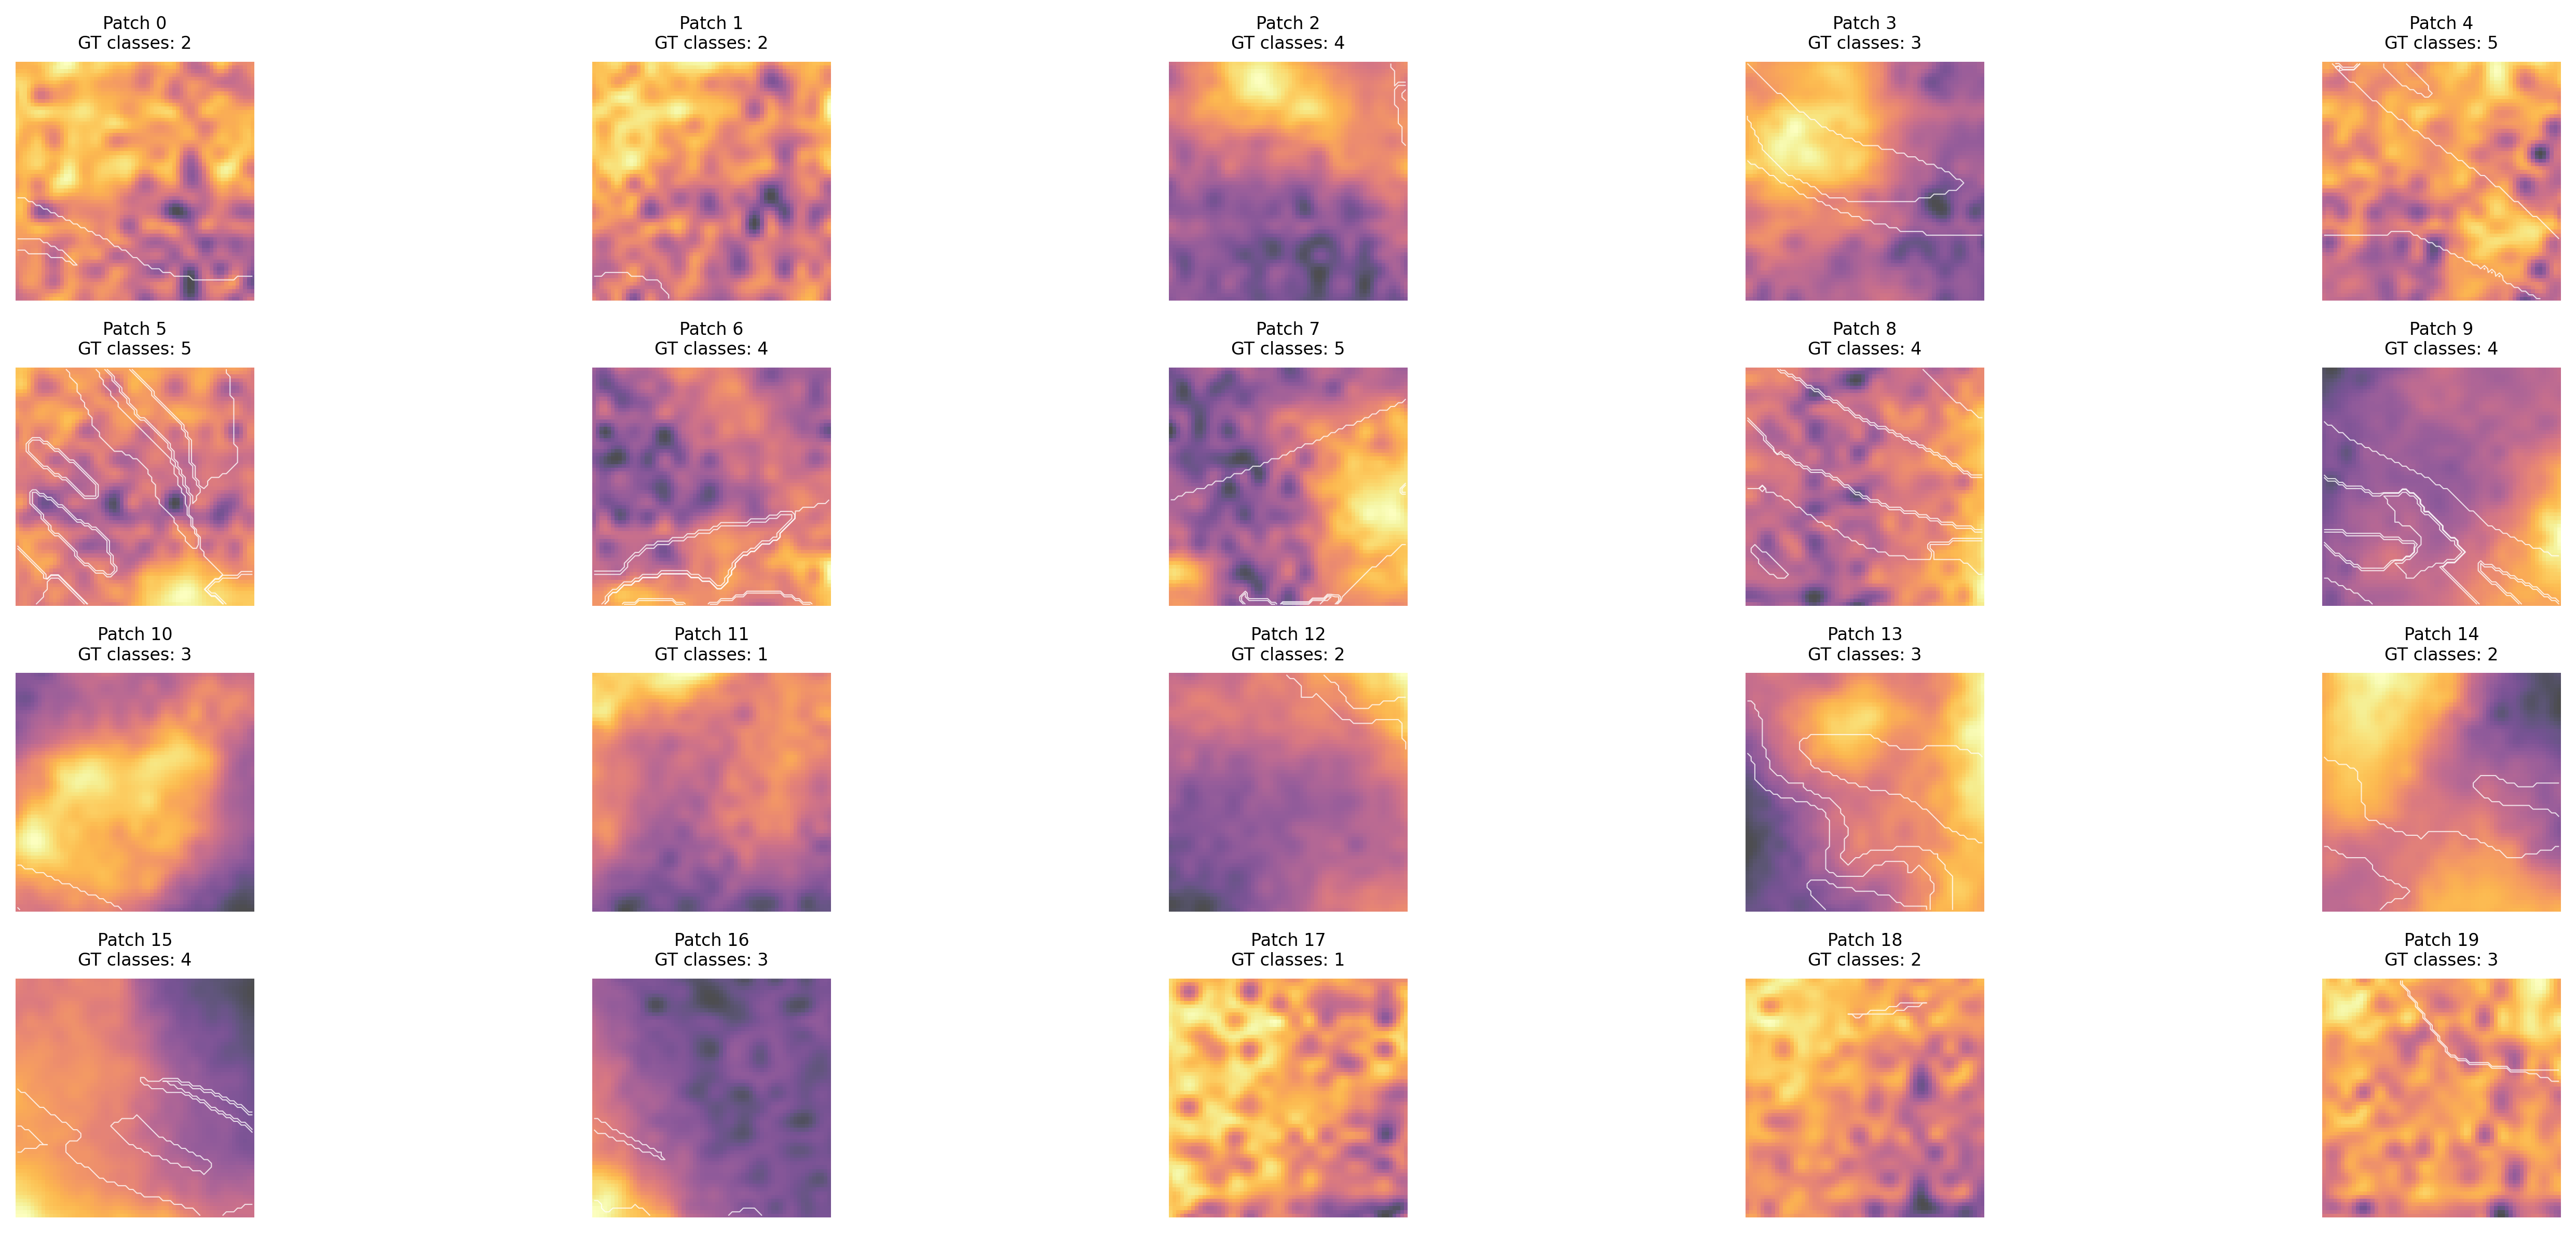 Patch 0
GT classes: 2
Patch 1
GT classes: 2
Patch 2
GT classes: 4
Patch 3
GT classes: 3
Patch 4
GT classes: 5
Patch 5
GT classes: 5
Patch 6
GT classes: 4
Patch 7
GT classes: 5
Patch 8
GT classes: 4
Patch 9
GT classes: 4
Patch 10
GT classes: 3
Patch 11
GT classes: 1
Patch 12
GT classes: 2
Patch 13
GT classes: 3
Patch 14
GT classes: 2
Patch 15
GT classes: 4
Patch 16
GT classes: 3
Patch 17
GT classes: 1
Patch 18
GT classes: 2
Patch 19
GT classes: 3